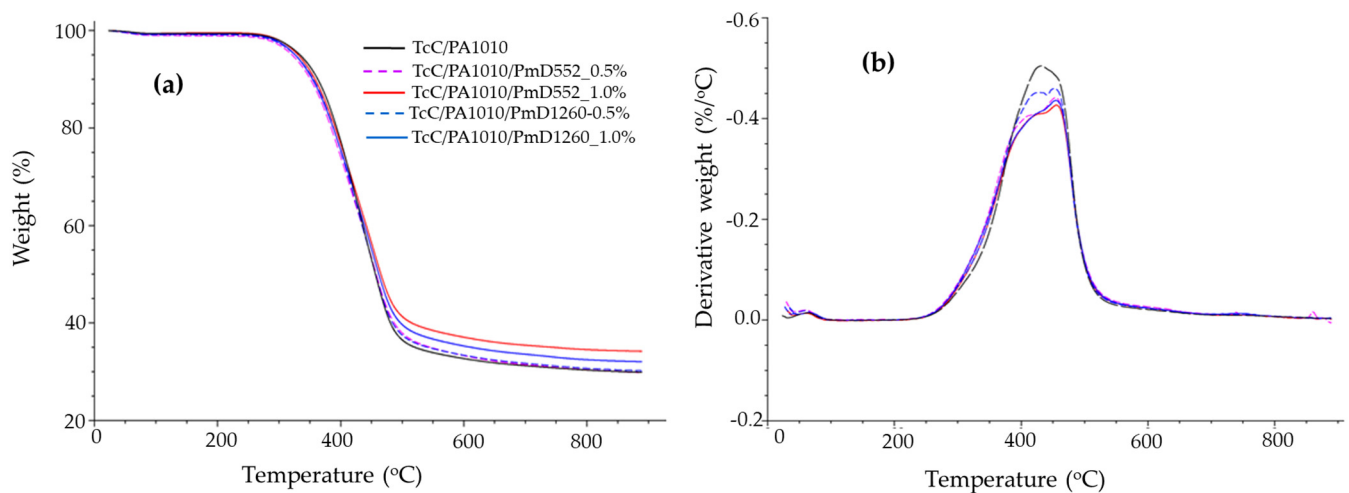 (a)
TcC/PA1010
TcC/PA1010/PmD552_0.5%
TcC/PA1010/PmD552_1.0%
TcC/PA1010/PmD1260-0.5%
TcC/PA1010/PmD1260_1.0%
Weight (%)
100
80
60
40
20
0
200
400
600
800
Temperature (°C)
(b)
Derivative weight (%/°C)
-0.6
-0.4
-0.2
0.0
-0.2
0
200
400
600
800
Temperature (°C)